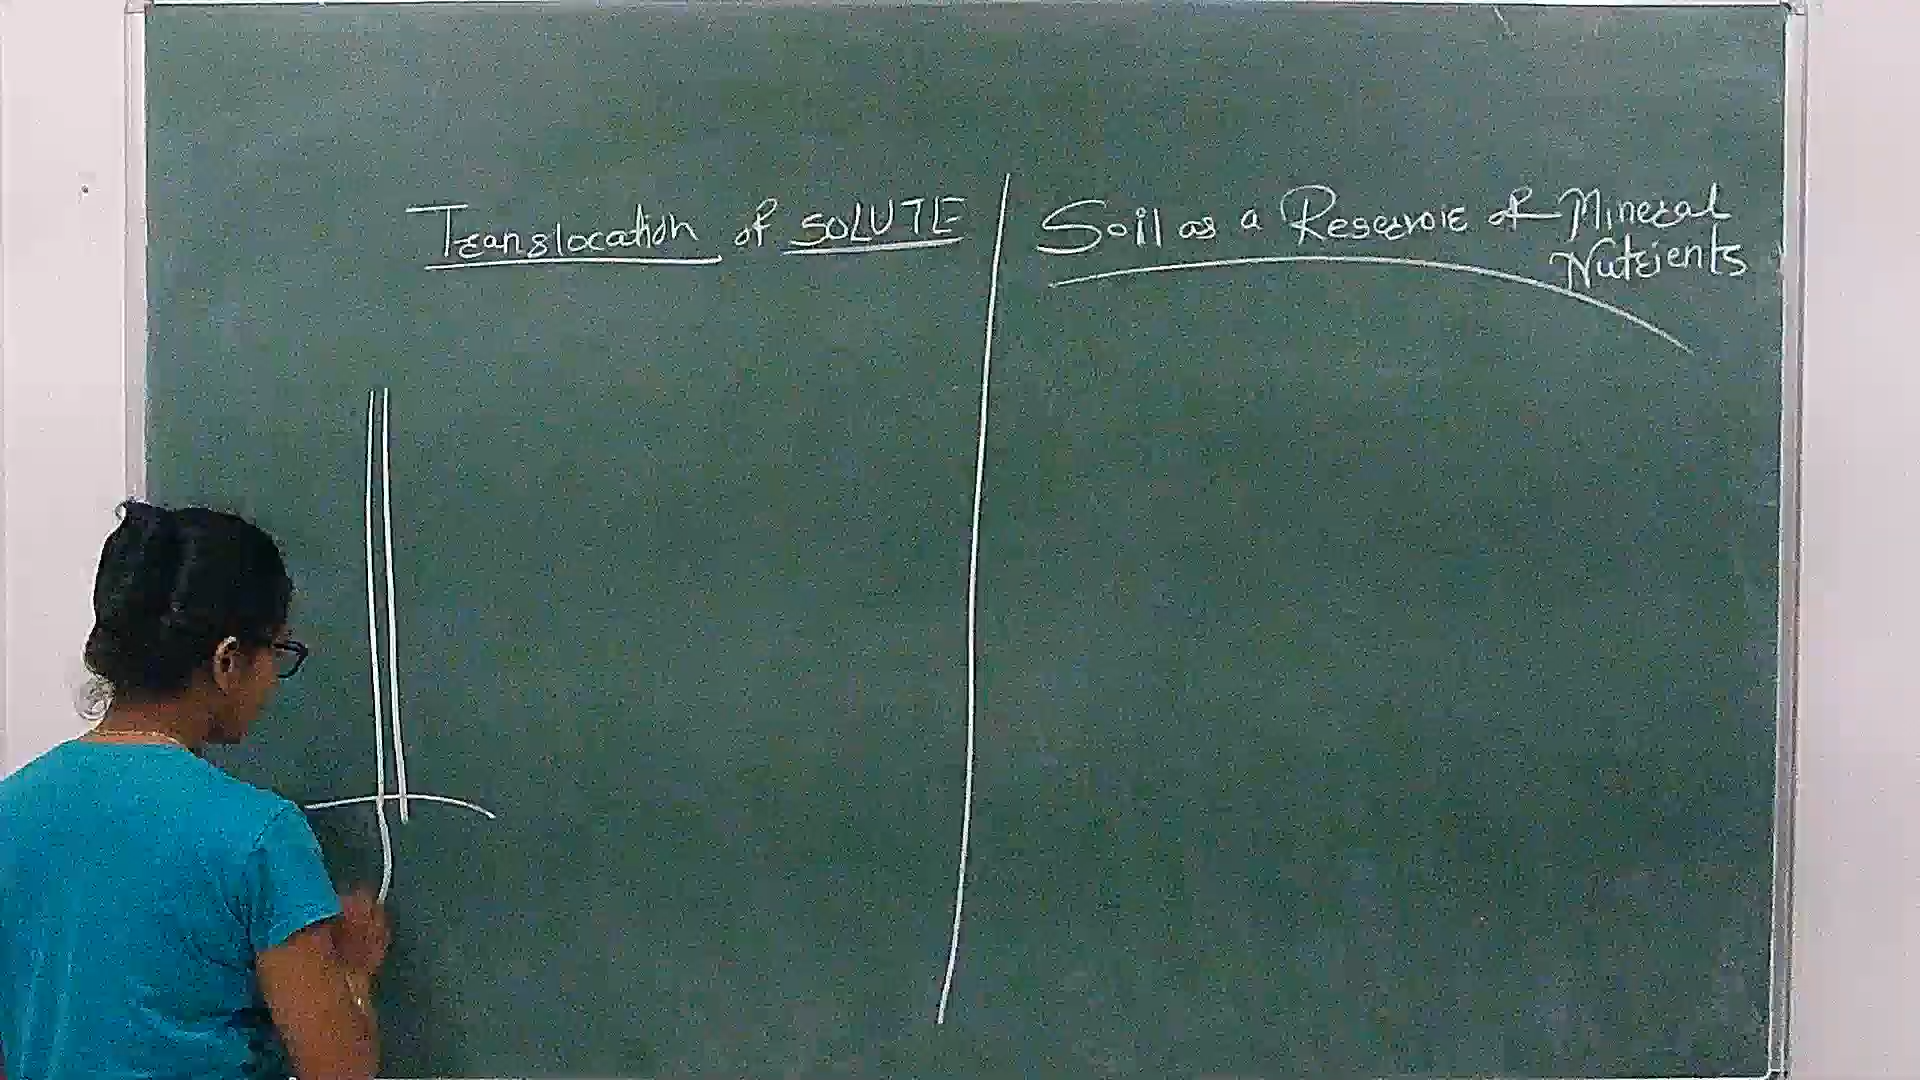 Translocation of SOLUTE
Soil as a Reservoir of Mineral
Nutrients